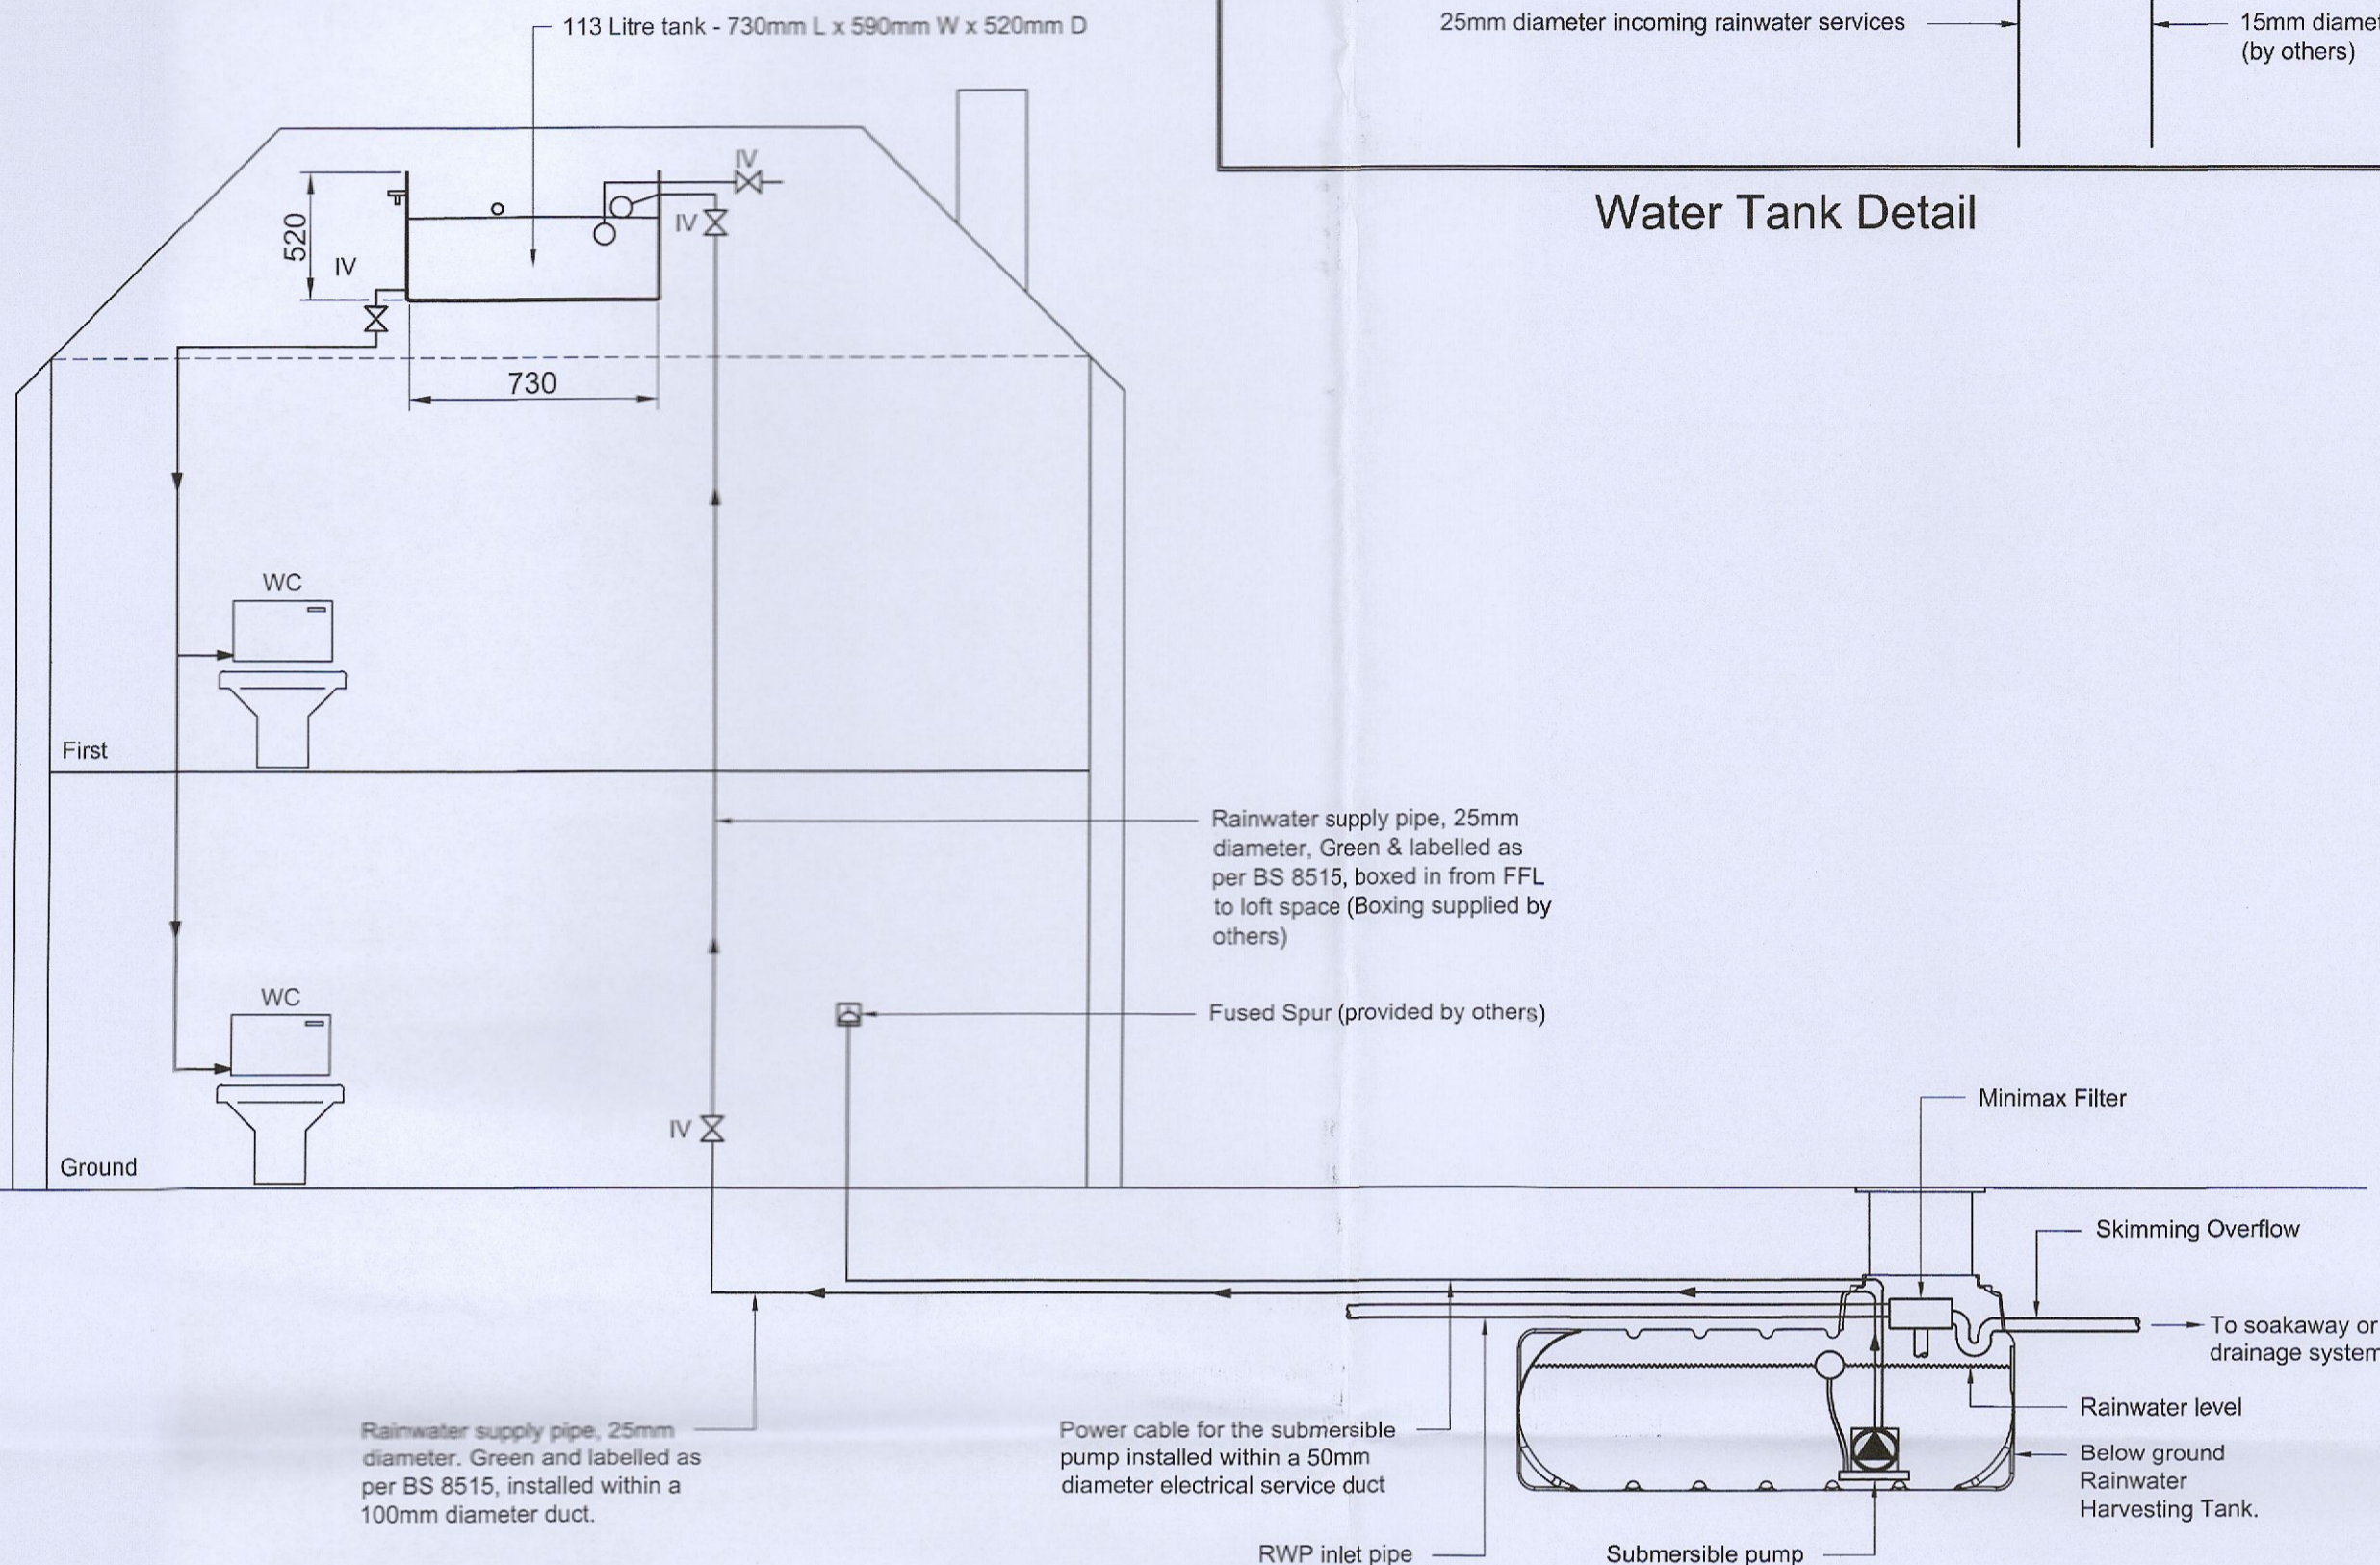 113 Litre tank - 730mm L x 590mm W x 520mm D
25mm diameter incoming rainwater services
15mm
(by others)
Water Tank Detail
IV
IV
520
IV
730
WC
First
Rainwater supply pipe, 25mm
diameter, Green & labelled as
per BS 8515, boxed in from FFL
to loft space (Boxing supplied by
others)
WC
Fused Spur (provided by others)
IV
Ground
Minimax Filter
Skimming Overflow
To soakaway or
drainage system
Rainwater level
Below ground
Rainwater
Harvesting Tank.
Rainwater supply pipe, 25mm
diameter. Green and labelled as
per BS 8515, installed within a
100mm diameter duct.
Power cable for the submersible
pump installed within a 50mm
diameter electrical service duct
RWP inlet pipe
Submersible pump